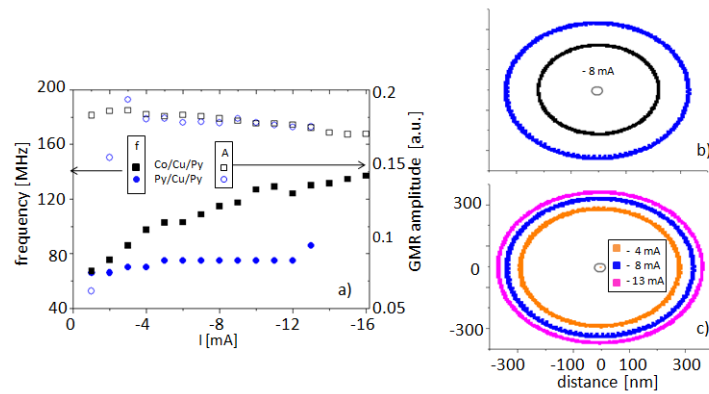 200
160
120
80
40
frequency [MHz]
f
Co/Cu/Py
Py/Cu/Py
A
0.2
0.15
0.1
0.05
GMR amplitude [a.u.]
a)
0 -4 -8 -12 -16
I [mA]
- 8 mA
b)
300
0
-300
- 4 mA
- 8 mA
- 13 mA
c)
-300 -100 0 100 300
distance [nm]